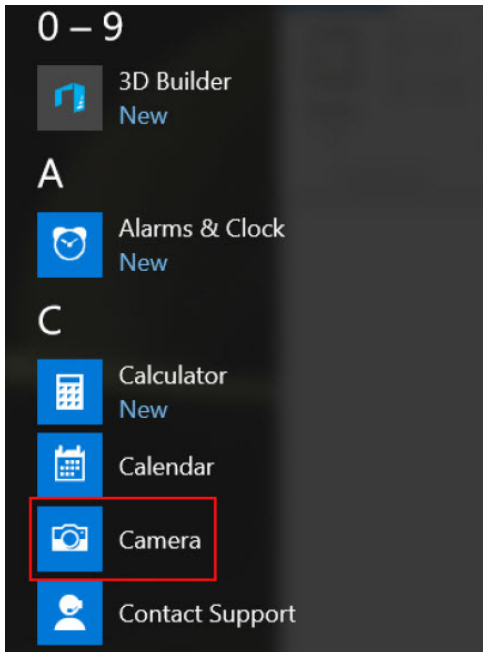 0 – 9
3D Builder
New
A
Alarms & Clock
New
C
Calculator
New
Calendar
Camera
Contact Support